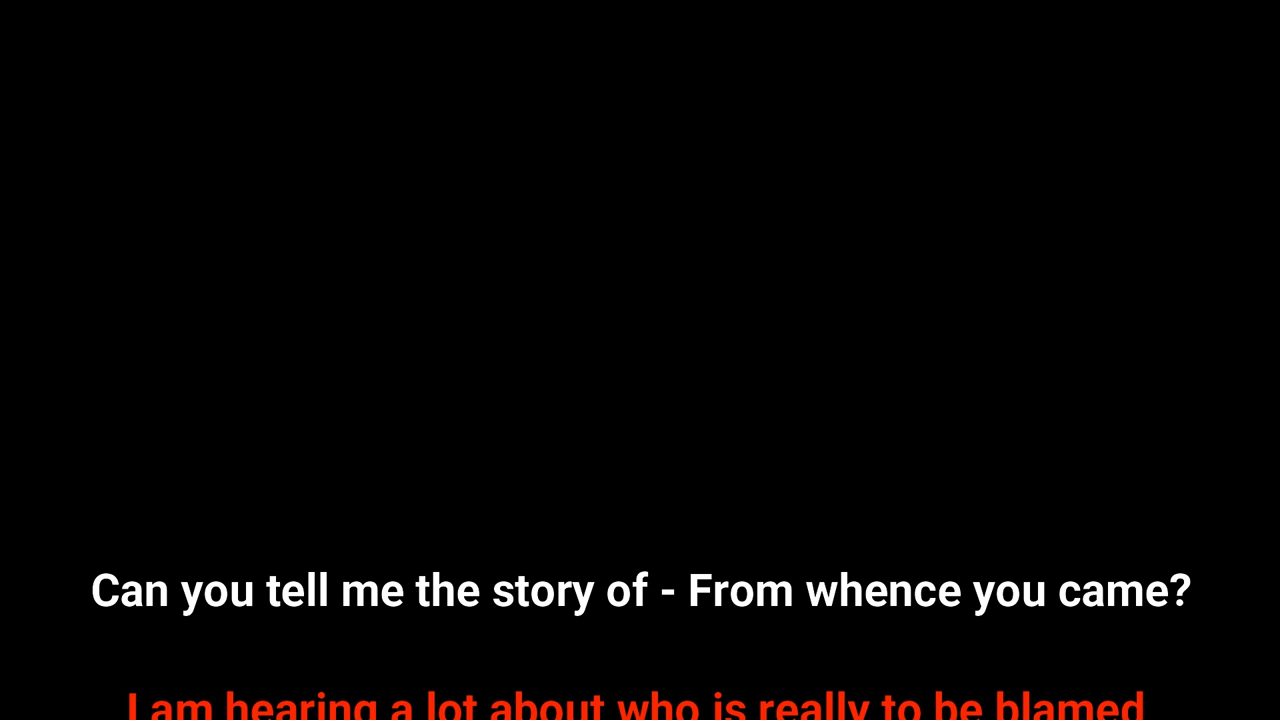 Can you tell me the story of - From whence you came?
I am hearing a lot about who is really to be blamed